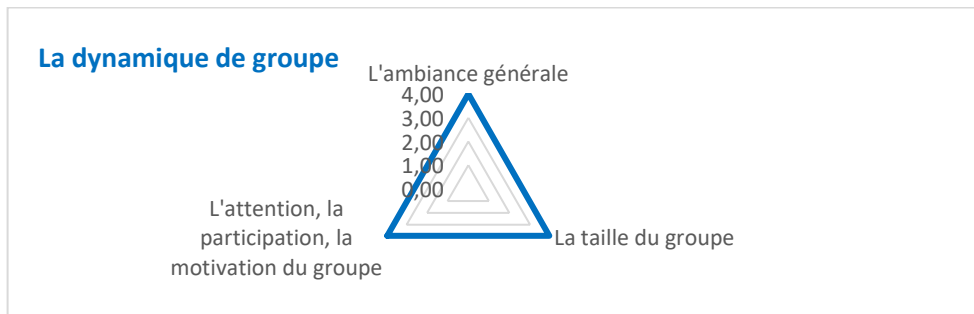 La dynamique de groupe
L'ambiance générale
4,00
3,00
2,00
1,00
0,00
L'attention, la
participation, la
motivation du groupe
La taille du groupe